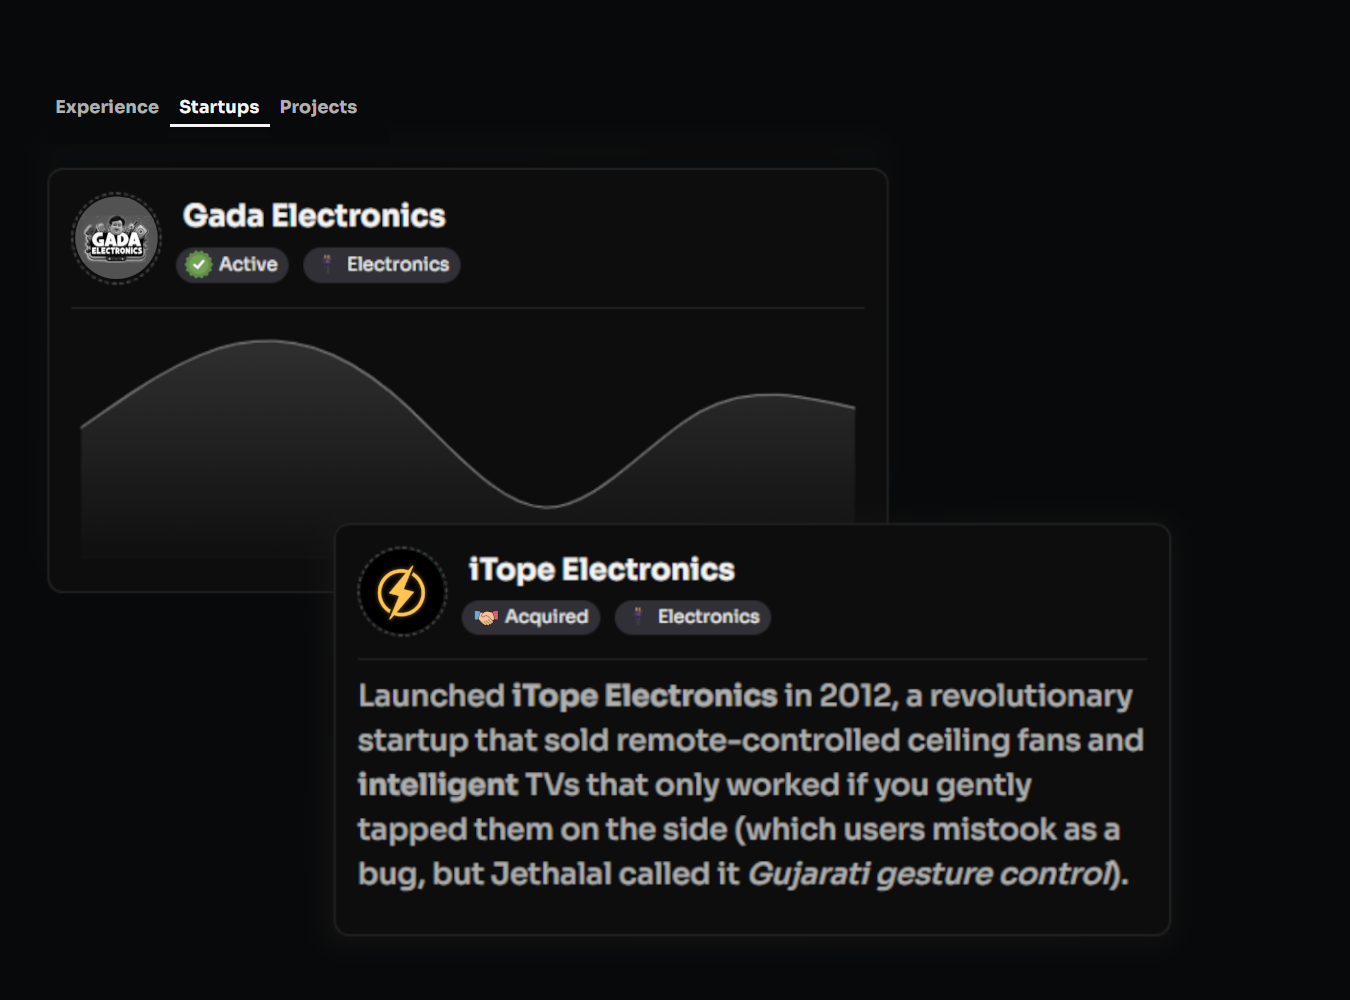 Experience Startups Projects
Gada Electronics
GADA
ELECTRONICS
Active Electronics
iTope Electronics
Acquired Electronics
Launched iTope Electronics in 2012, a revolutionary
startup that sold remote-controlled ceiling fans and
intelligent TVs that only worked if you gently
tapped them on the side (which users mistook as a
bug, but Jethalal called it Gujarati gesture control).